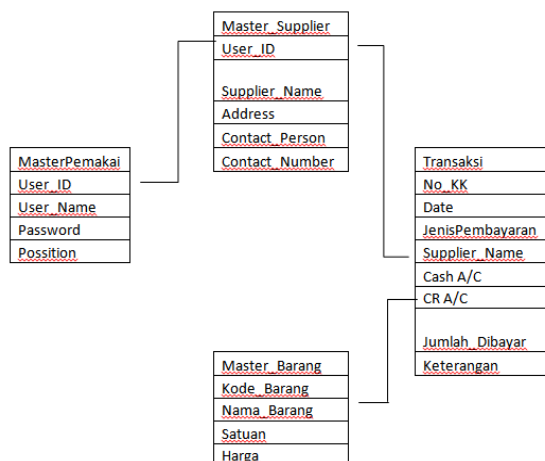 Master_Supplier
User_ID
Supplier_Name
Address
Contact_Person
Contact_Number
MasterPemakai
User_ID
User_Name
Password
Possition
Transaksi
No_KK
Date
JenisPembayaran
Supplier_Name
Cash A/C
CR A/C
Jumlah_Dibayar
Keterangan
Master_Barang
Kode_Barang
Nama_Barang
Satuan
Harga